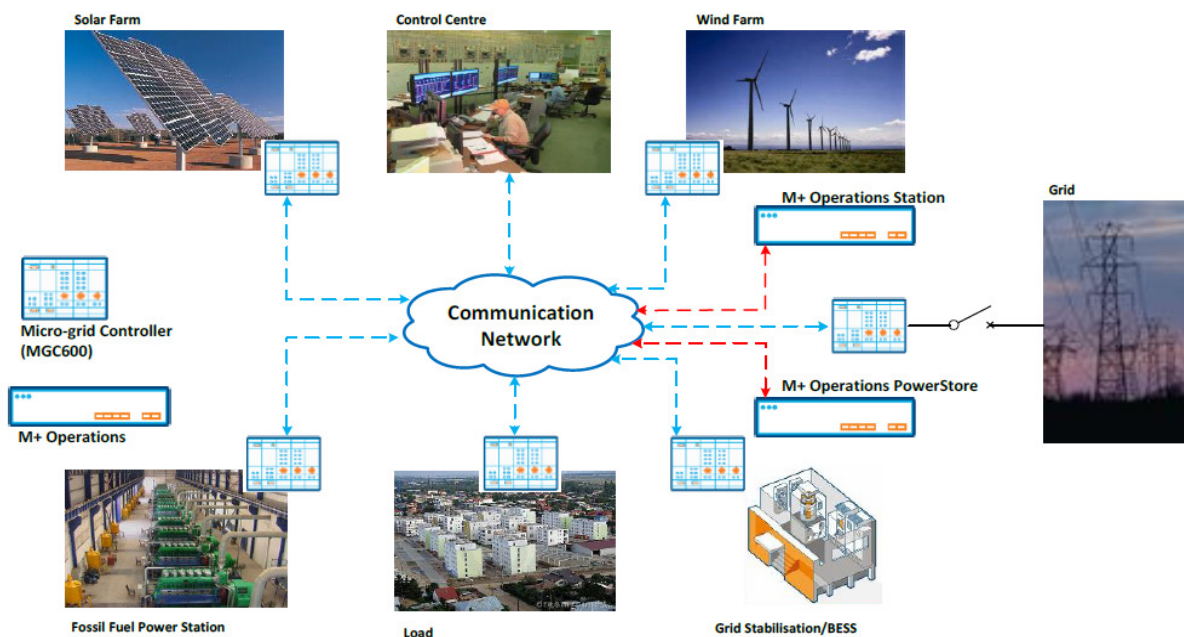 Solar Farm
Control Centre
Wind Farm
M+ Operations Station
Grid
Communication
Network
Micro-grid Controller
(MGC600)
M+ Operations PowerStore
M+ Operations
Fossil Fuel Power Station
Load
Grid Stabilisation/BESS